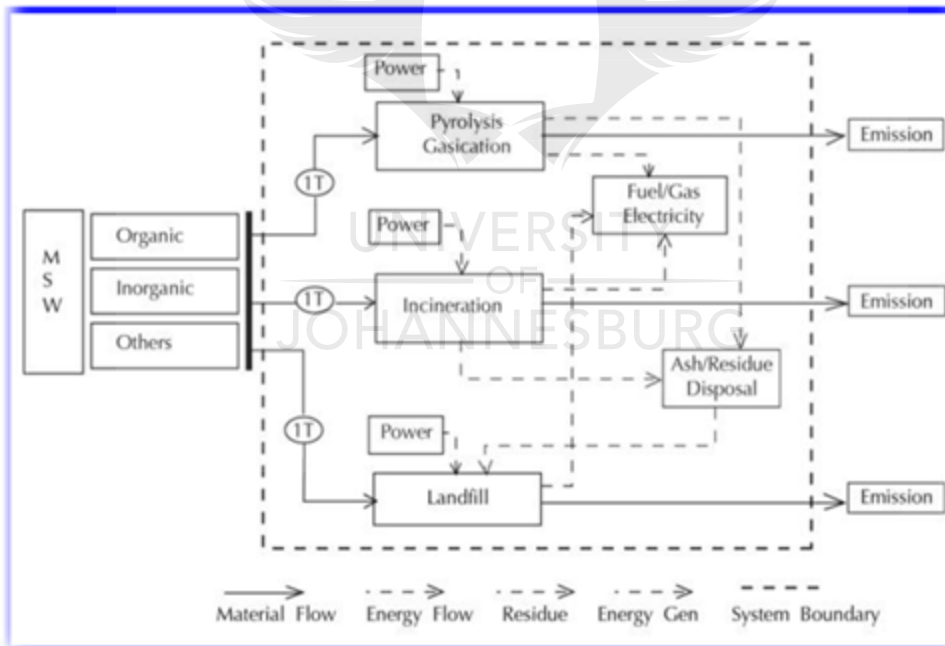 Power
Pyrolysis
Gasication
Emission
1T
Fuel/Gas
Electricity
UNIVERSITY
OF
JOHANNESBURG
M
S
W
Organic
Inorganic
Others
Power
1T
Incineration
Emission
Ash/Residue
Disposal
1T
Power
Landfill
Emission
Material Flow
Energy Flow
Residue
Energy Gen
System Boundary